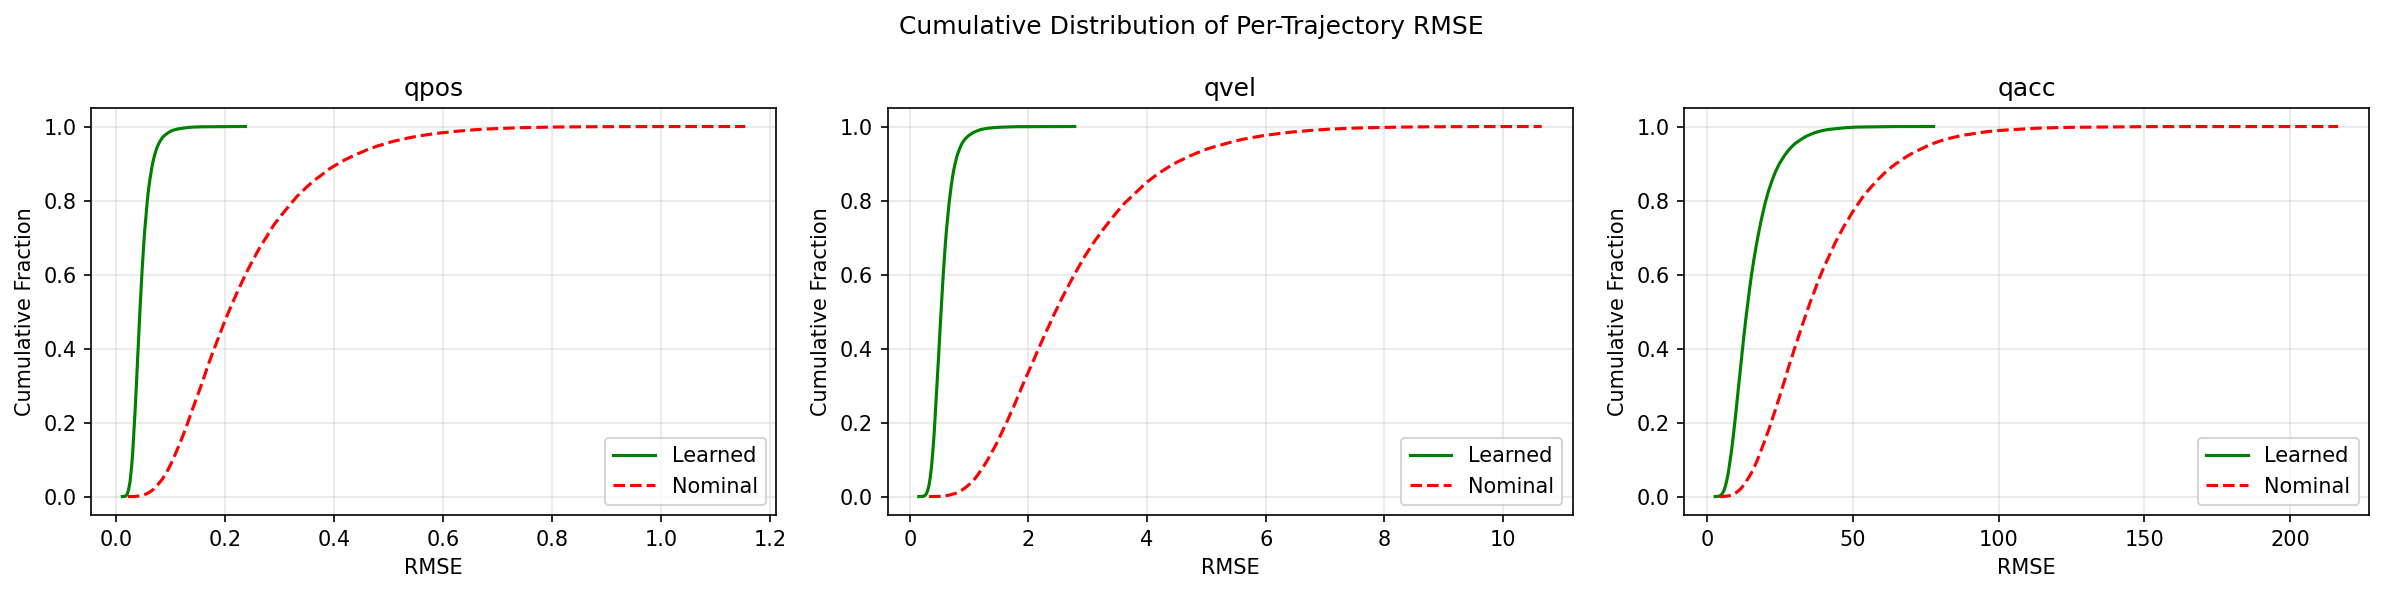 Cumulative Distribution of Per-Trajectory RMSE
qpos
Cumulative Fraction
1.0
0.8
0.6
0.4
0.2
0.0
Learned
Nominal
0.0 0.2 0.4 0.6 0.8 1.0 1.2
RMSE
qvel
Cumulative Fraction
1.0
0.8
0.6
0.4
0.2
0.0
Learned
Nominal
0 2 4 6 8 10
RMSE
qacc
Cumulative Fraction
1.0
0.8
0.6
0.4
0.2
0.0
Learned
Nominal
0 50 100 150 200
RMSE